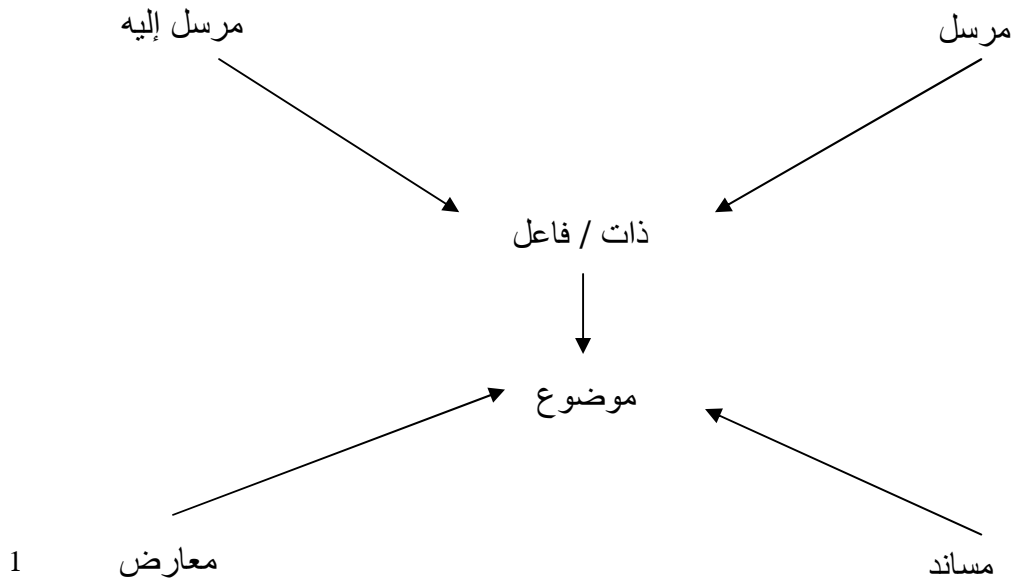 مرسل مرسل إليه
ذات / فاعل
موضوع
مساند معارض 1